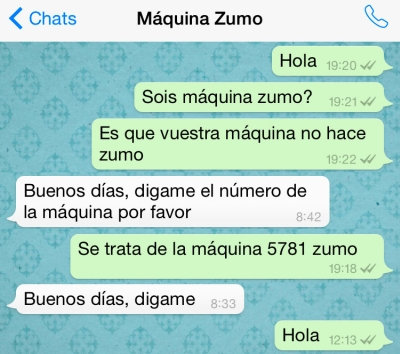 Chats
Máquina Zumo
Hola 19:20
Sois máquina zumo? 19:21
Es que vuestra máquina no hace
zumo 19:22
Buenos días, digame el número de
la máquina por favor 8:42
Se trata de la máquina 5781 zumo
19:18
Buenos días, digame 8:33
Hola 12:13